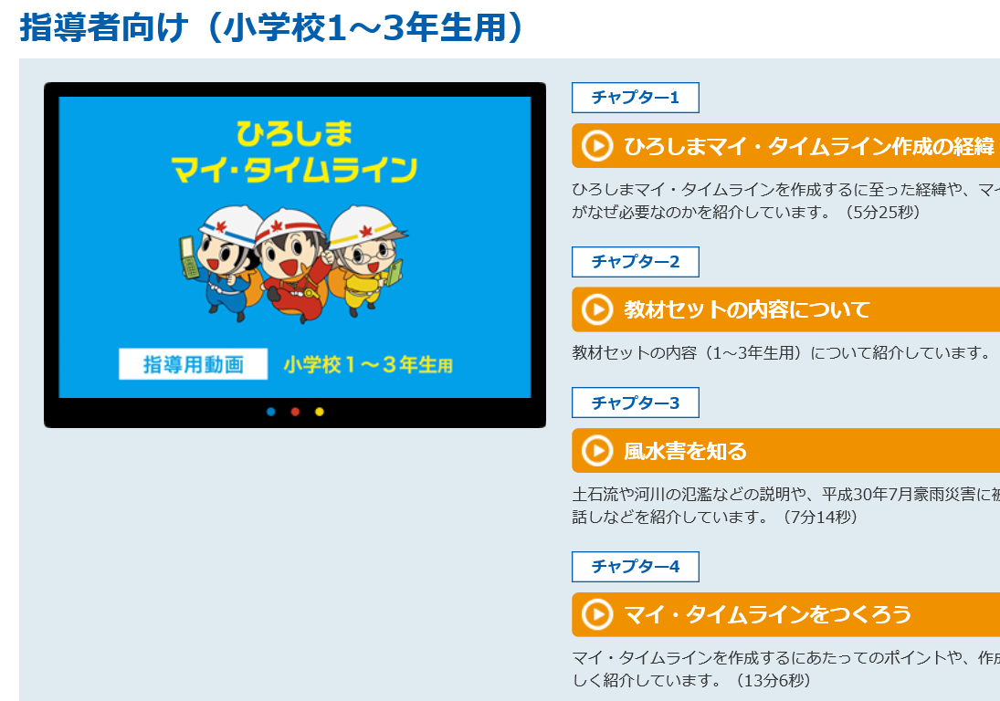 指導者向け（小学校1～3年生用）
ひろしま
マイ・タイムライン
指導用動画
小学校１～３年生用
チャプター1
ひろしまマイ・タイムライン作成の経緯
ひろしまマイ・タイムラインを作成するに至った経緯や、マイ
がなぜ必要なのかを紹介しています。（5分25秒）
チャプター2
教材セットの内容について
教材セットの内容（1～3年生用）について紹介しています。
チャプター3
風水害を知る
土石流や河川の氾濫などの説明や、平成30年7月豪雨災害に被
話しなどを紹介しています。（7分14秒）
チャプター4
マイ・タイムラインをつくろう
マイ・タイムラインを作成するにあたってのポイントや、作成
しく紹介しています。（13分6秒）